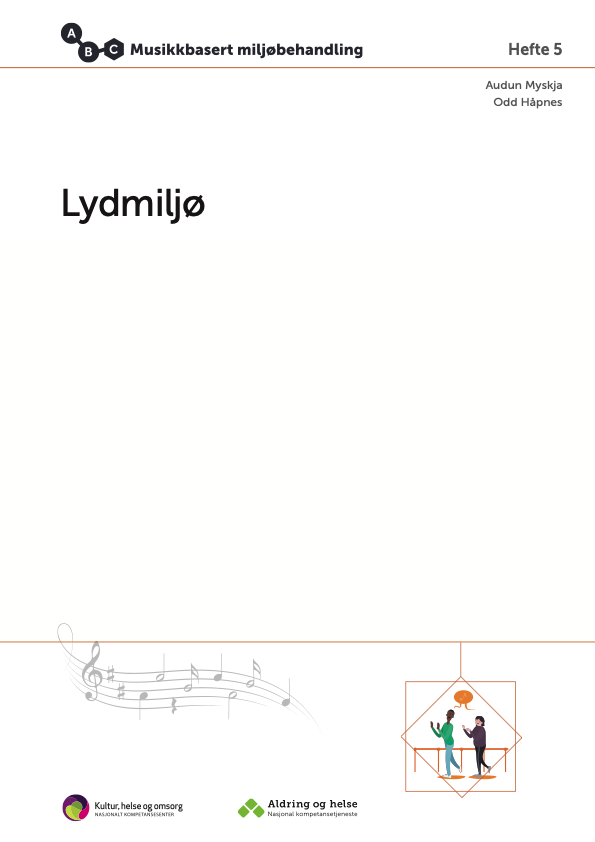 A
B
C
Musikkbasert miljøbehandling
Hefte 5
Audun Myskja
Odd Håpnes
Lydmiljø
Kultur, helse og omsorg
NASJONALT KOMPETANSESENTER
Aldring og helse
Nasjonal kompetansetjeneste